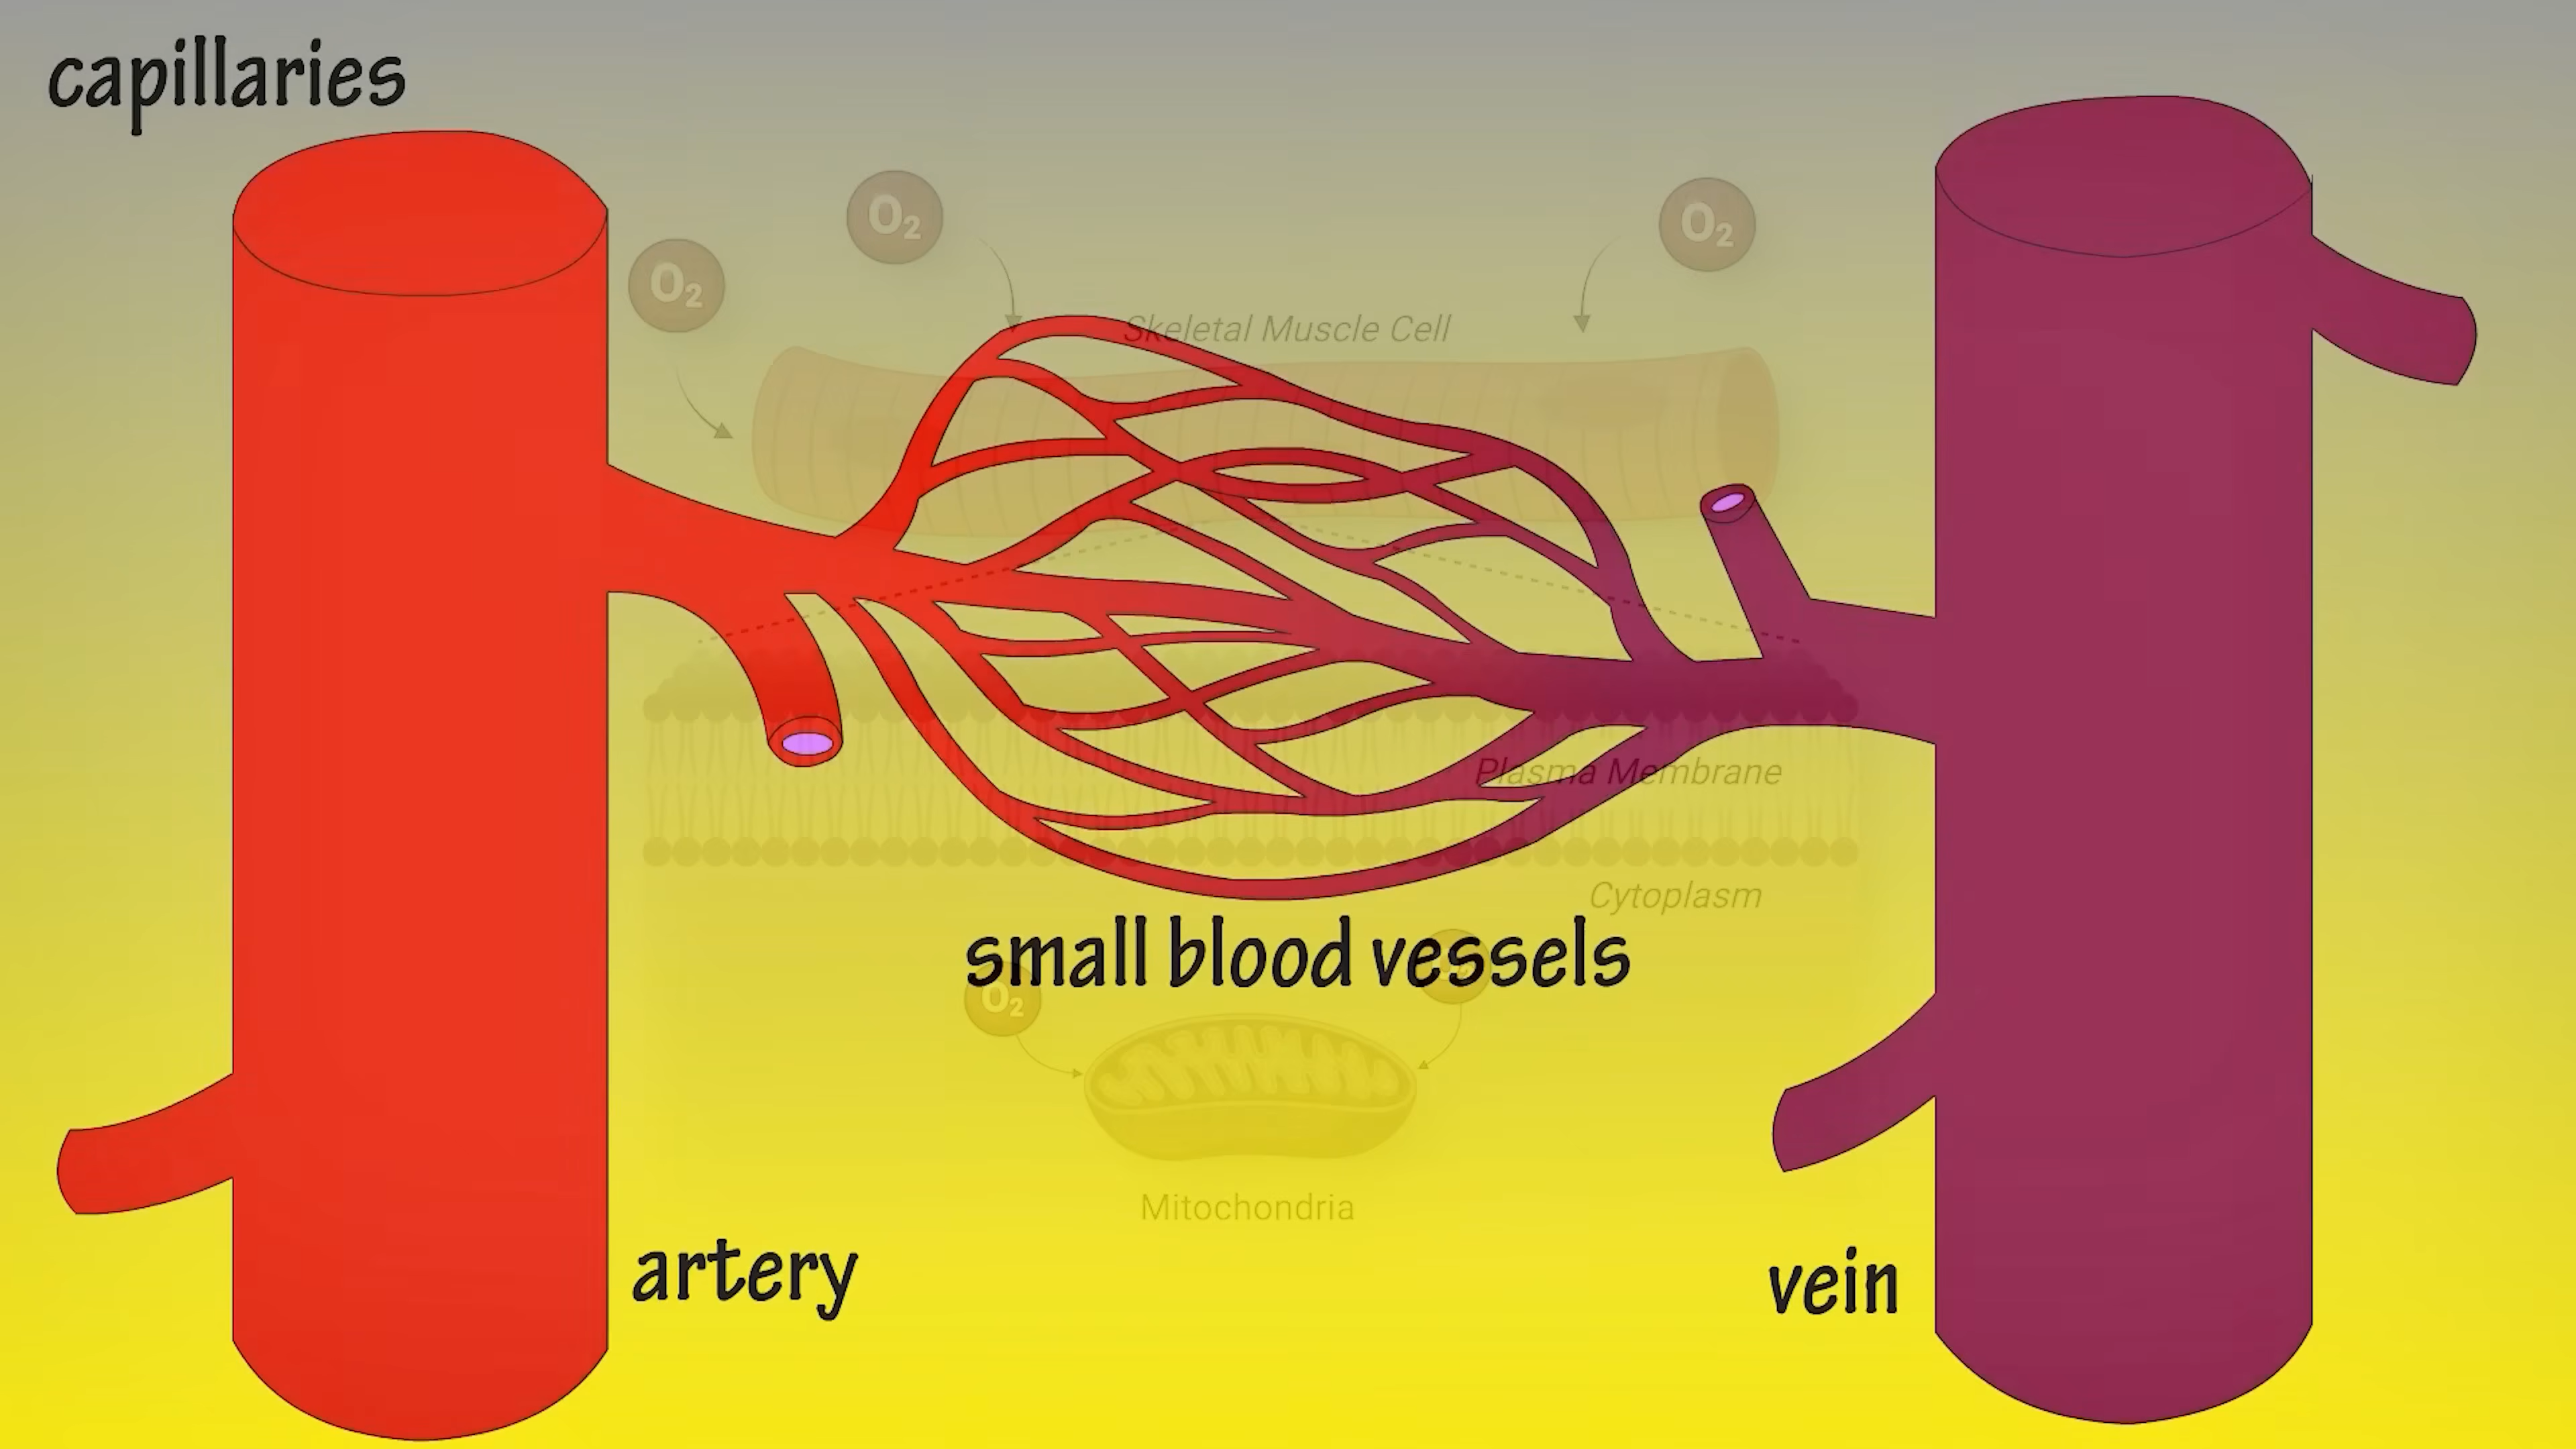 capillaries
O₂
O₂
O₂
Skeletal Muscle Cell
Plasma Membrane
Cytoplasm
small blood vessels
O₂
Mitochondria
artery
vein